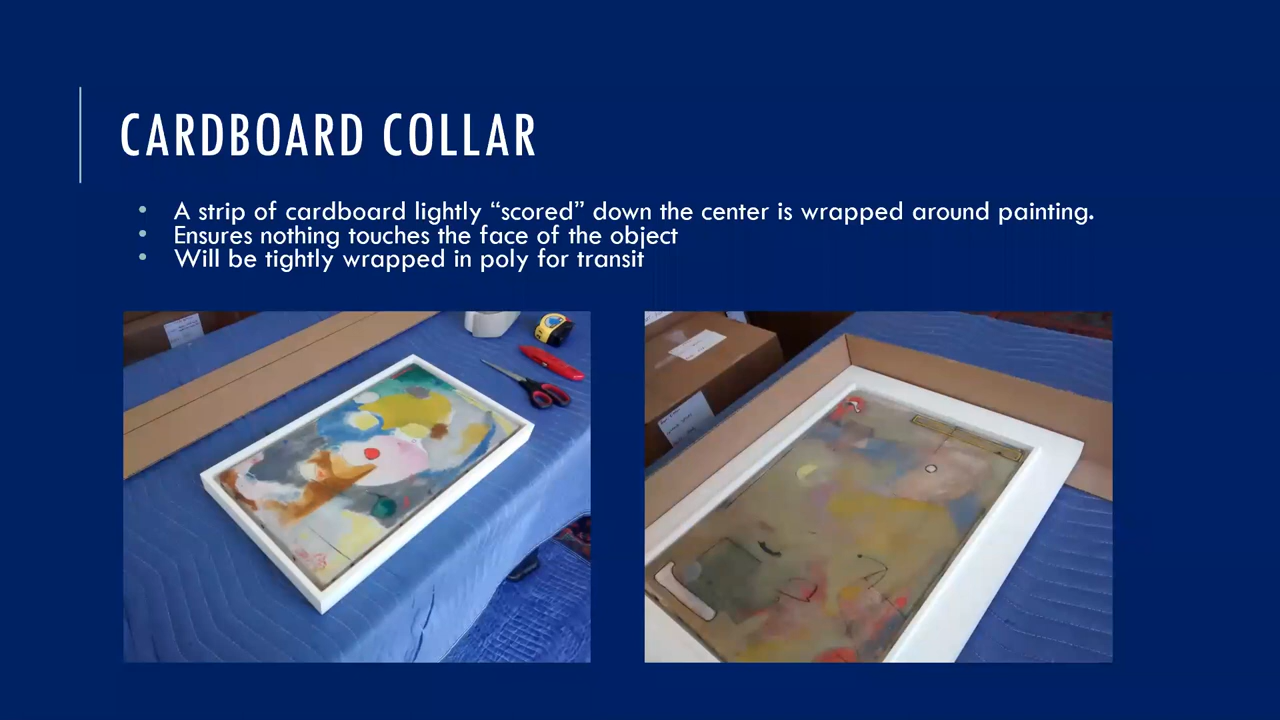 CARDBOARD COLLAR
• A strip of cardboard lightly “scored” down the center is wrapped around painting.
• Ensures nothing touches the face of the object
• Will be tightly wrapped in poly for transit